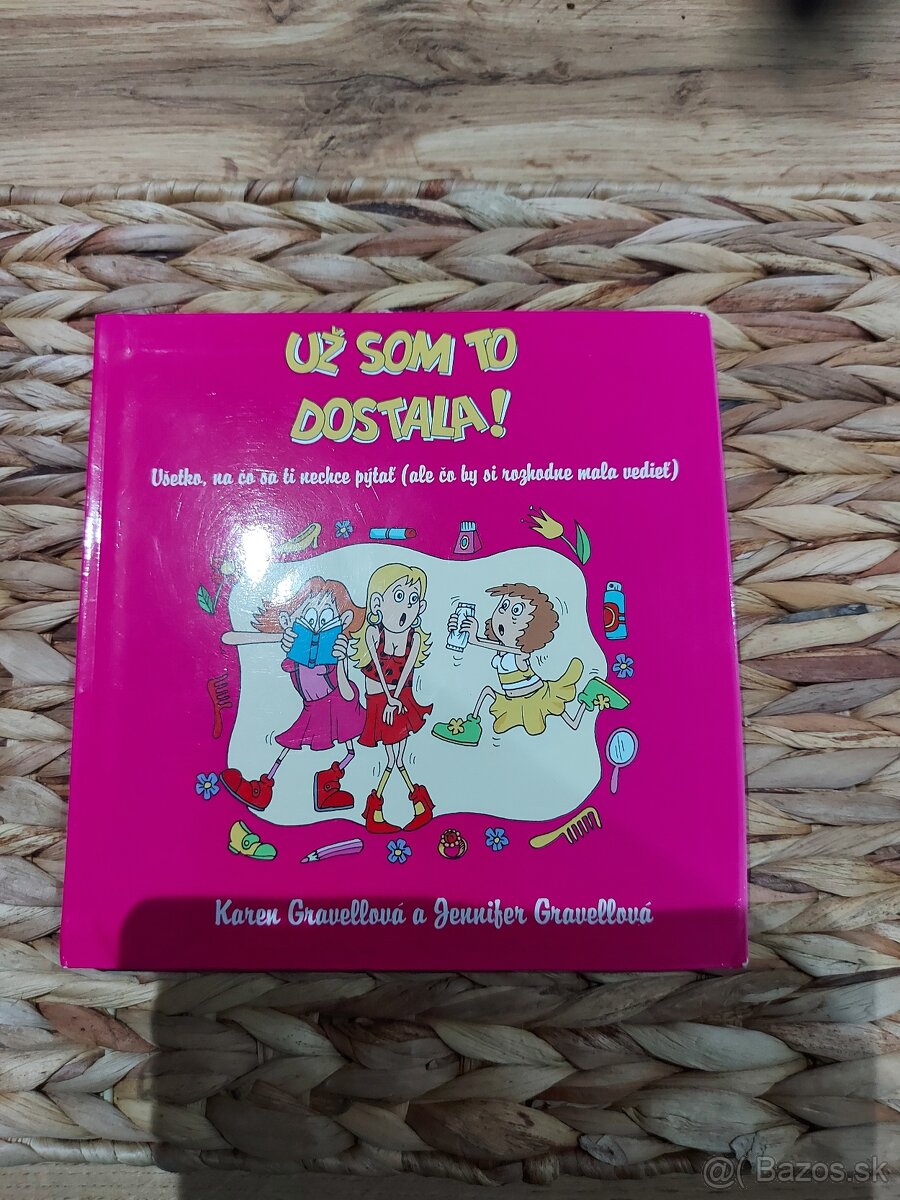 UŽ SOM TO
DOSTALA!
Všetko, na čo sa ti nechce pýtať (ale čo by si rozhodne mala vedieť)
Karen Gravellová a Jennifer Gravellová
@( Bazos.sk